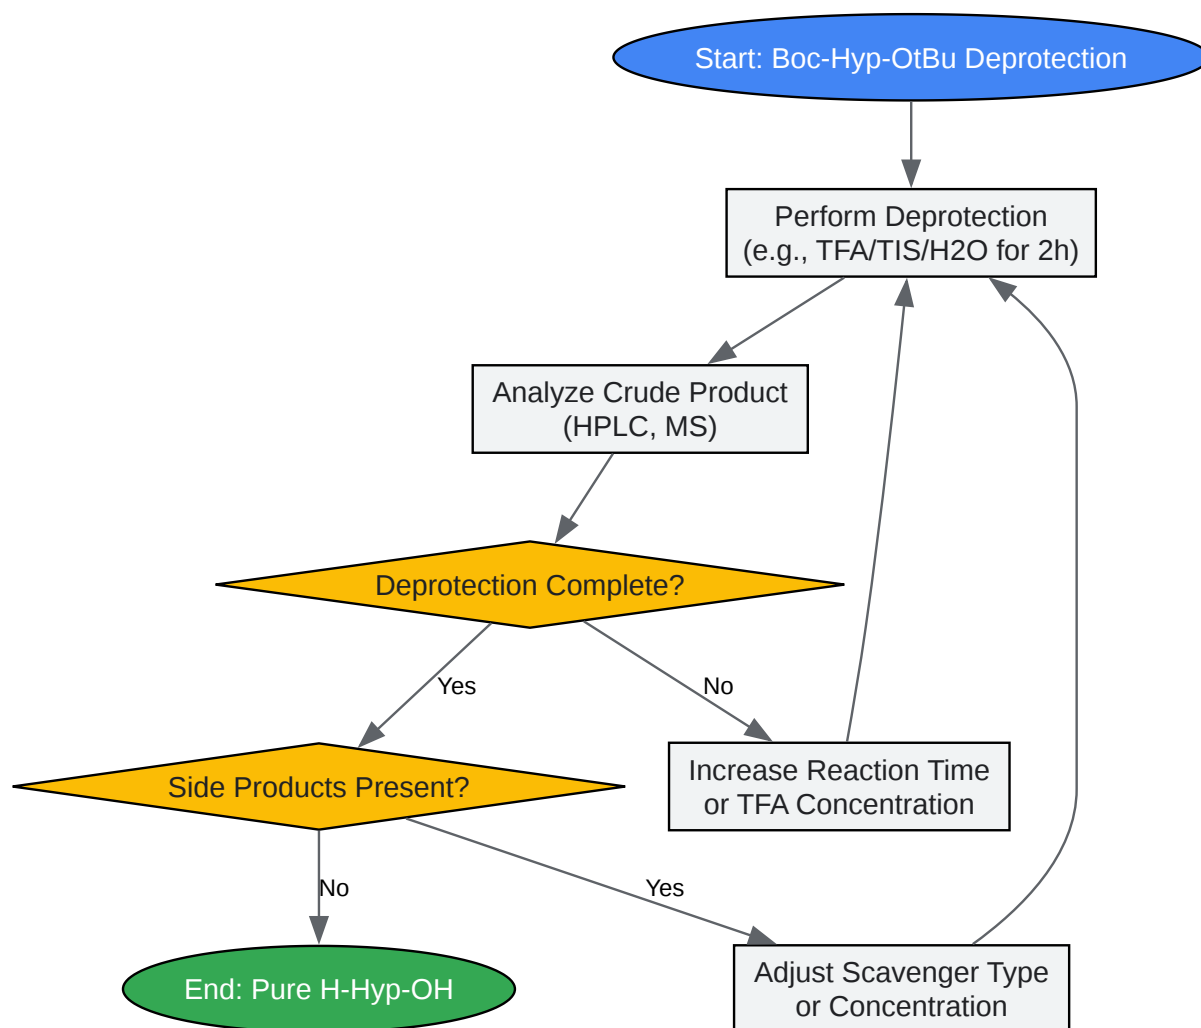 Start: Boc-Hyp-OtBu Deprotection
Perform Deprotection
(e.g., TFA/TIS/H2O for 2h)
Analyze Crude Product
(HPLC, MS)
Deprotection Complete?
Yes
No
Side Products Present?
Increase Reaction Time
or TFA Concentration
No
Yes
End: Pure H-Hyp-OH
Adjust Scavenger Type
or Concentration